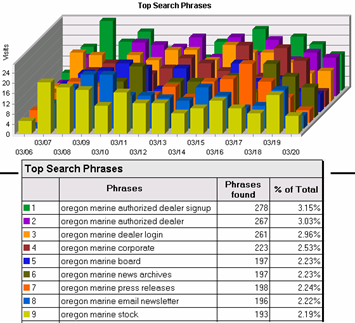 Top Search Phrases
Visits
24
20
16
12
8
4
0
03/07 03/09 03/11 03/13 03/15 03/17 03/19
03/06 03/08 03/10 03/12 03/14 03/16 03/18 03/20
Top Search Phrases
Phrases Phrases found % of Total
1 oregon marine authorized dealer signup 278 3.15%
2 oregon marine authorized dealer 267 3.03%
3 oregon marine dealer login 261 2.96%
4 oregon marine corporate 223 2.53%
5 oregon marine board 197 2.23%
6 oregon marine news archives 197 2.23%
7 oregon marine press releases 198 2.24%
8 oregon marine email newsletter 196 2.22%
9 oregon marine stock 193 2.19%